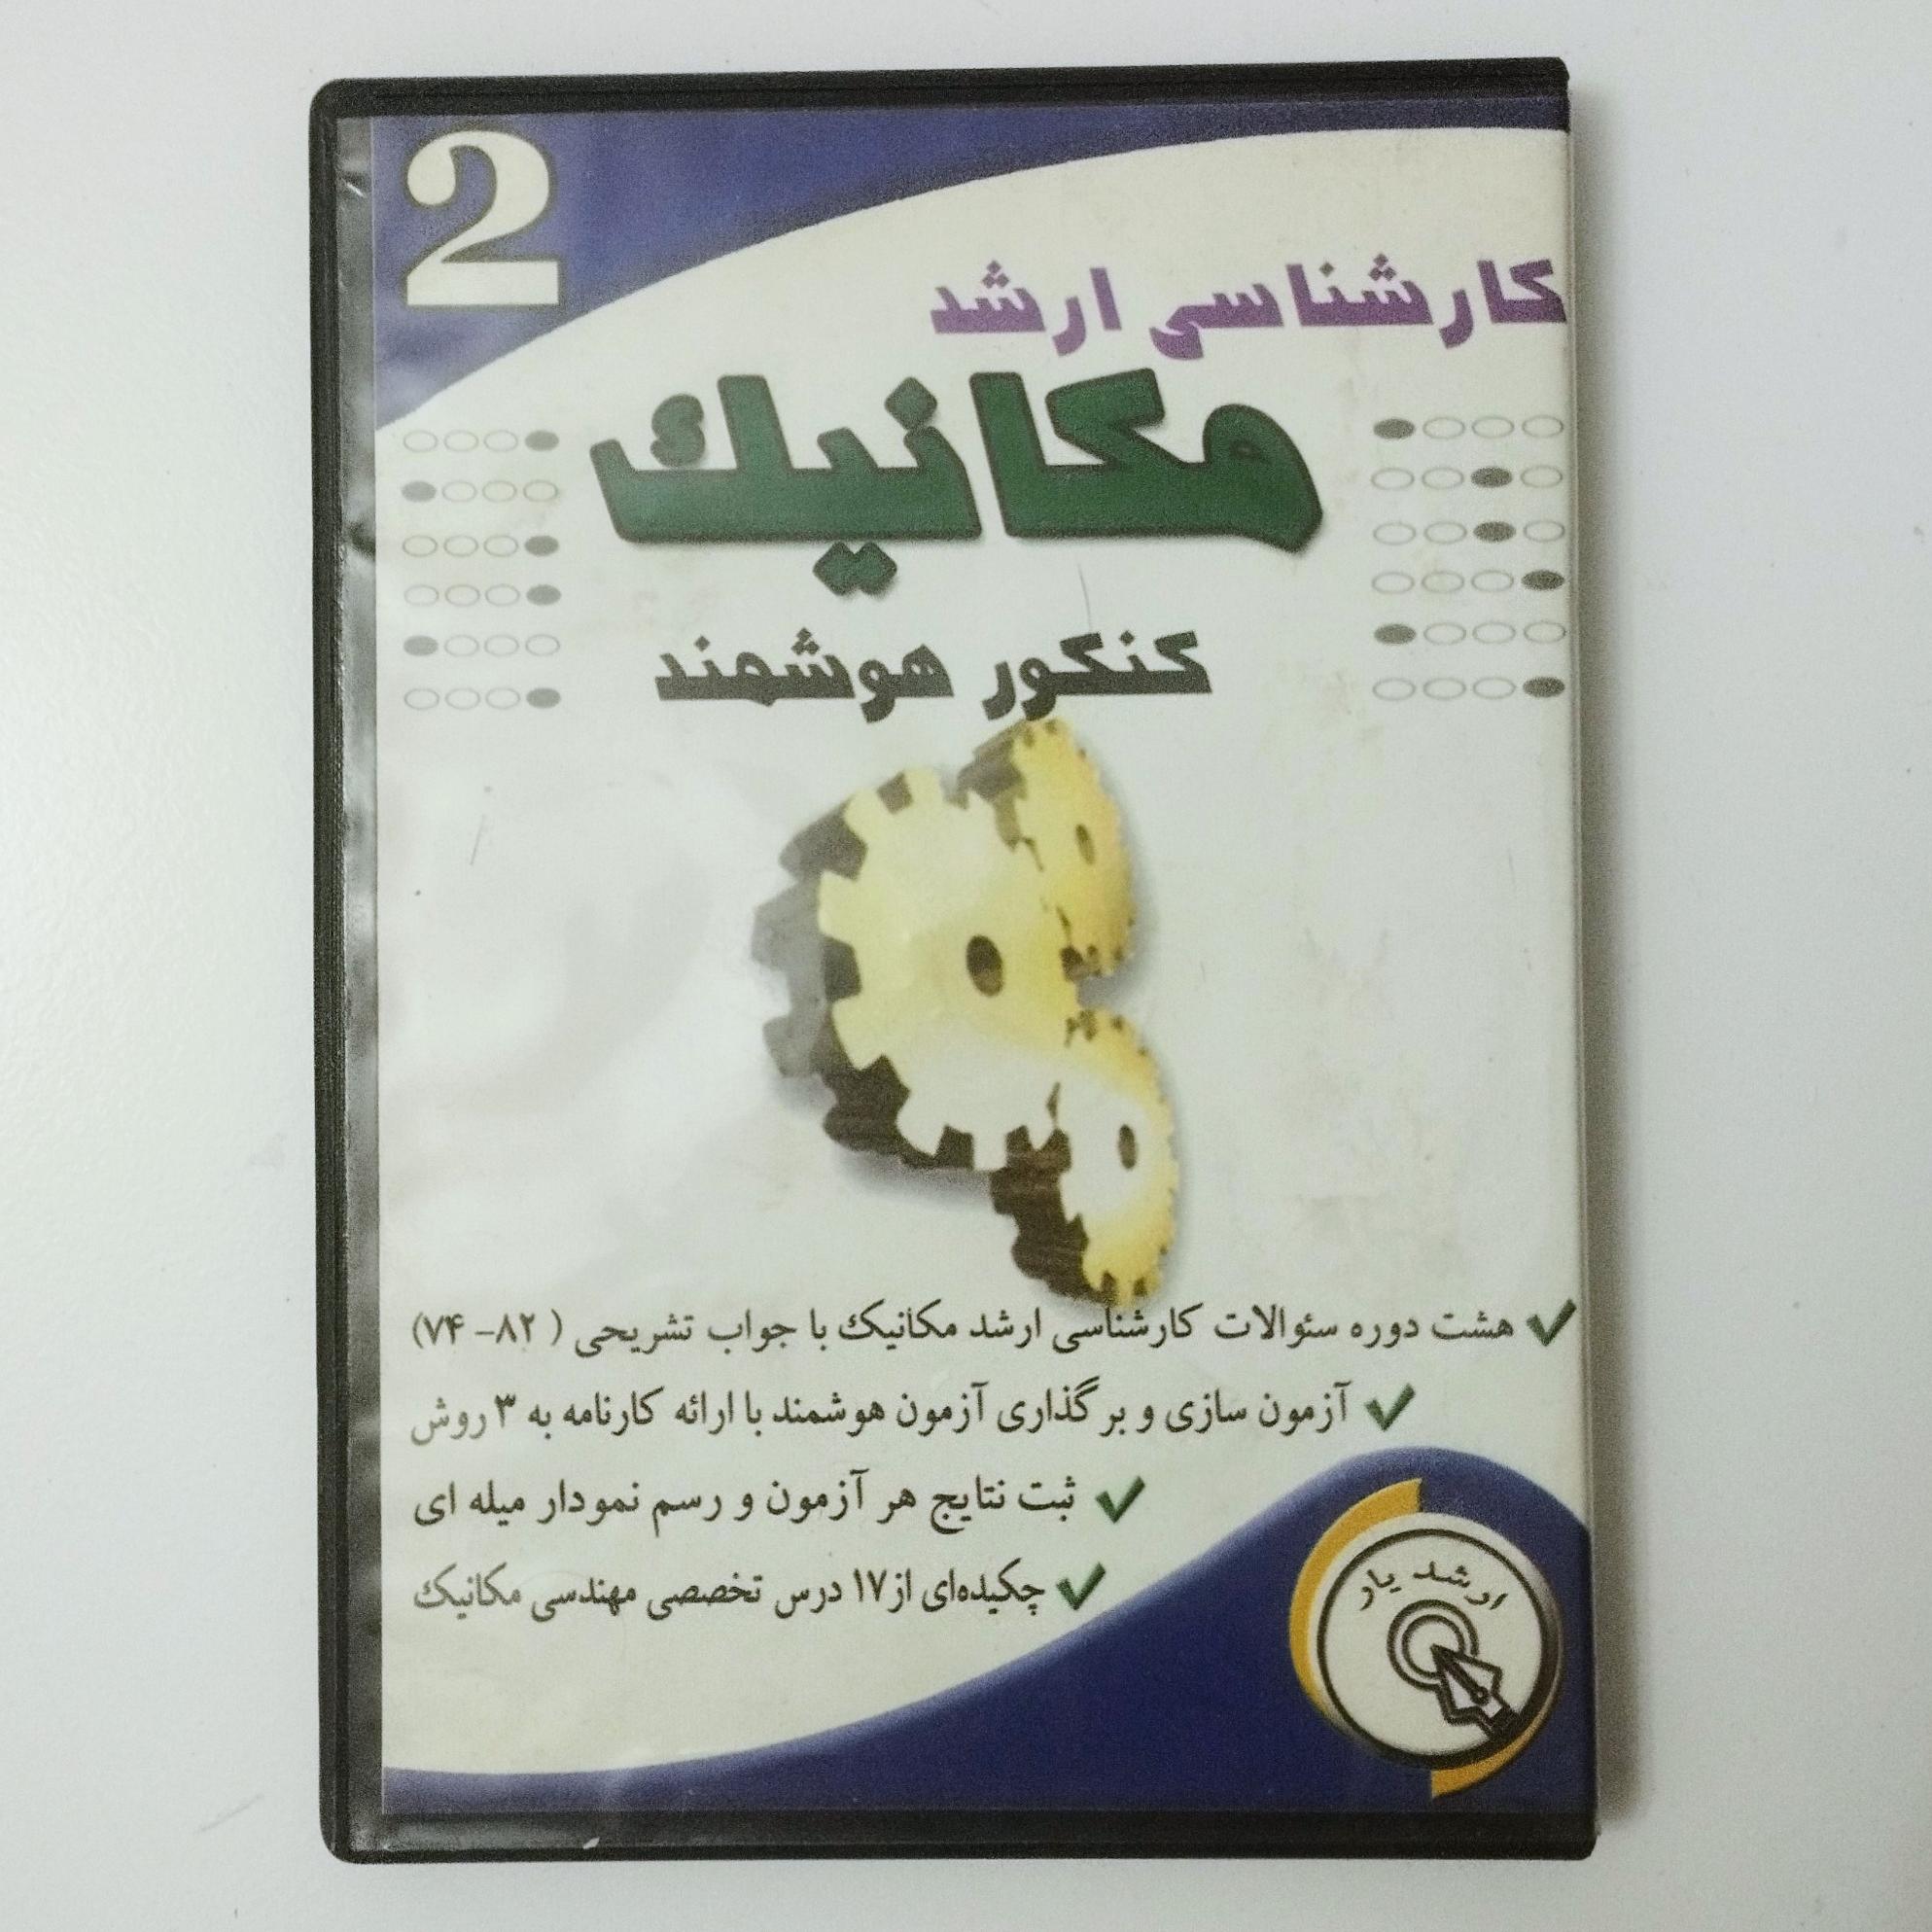 2
کارشناسی ارشد
مکانیک
کنکور هوشمند
هشت دوره سئوالات کارشناسی ارشد مکانیک با جواب تشریحی ( ۸۲- ۷۴)
آزمون سازی و برگذاری آزمون هوشمند با ارائه کارنامه به ۳ روش
ثبت نتایج هر آزمون و رسم نمودار میله ای
چکیده‌ای از ۱۷ درس تخصصی مهندسی مکانیک
ارشد یار